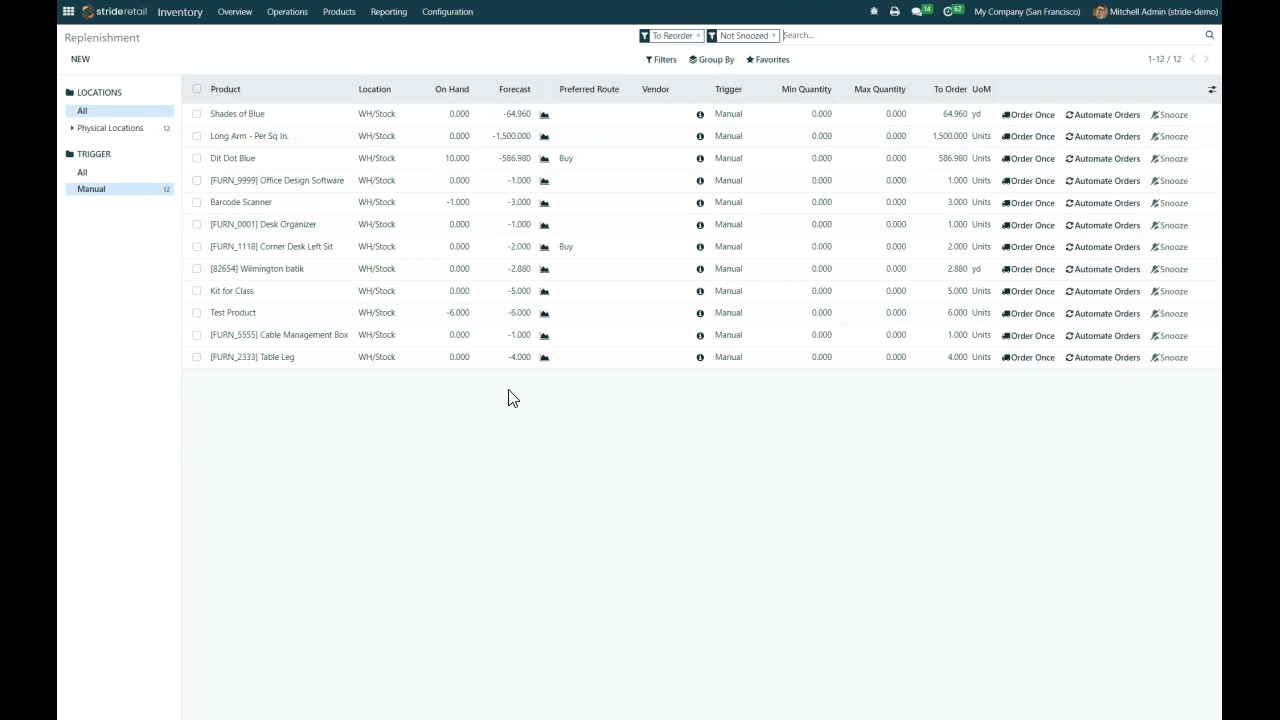 strideretail Inventory Overview Operations Products Reporting Configuration 14 62 My Company (San Francisco) Mitchell Admin (stride-demo)
Replenishment To Reorder × Not Snoozed × Search...
NEW Filters Group By Favorites 1-12 / 12
LOCATIONS
All
Physical Locations 12
TRIGGER
All
Manual 12
Product Location On Hand Forecast Preferred Route Vendor Trigger Min Quantity Max Quantity To Order UoM
Shades of Blue WH/Stock 0.000 -64.960 Manual 0.000 0.000 64.960 yd Order Once Automate Orders Snooze
Long Arm - Per Sq In. WH/Stock 0.000 -1,500.000 Manual 0.000 0.000 1,500.000 Units Order Once Automate Orders Snooze
Dit Dot Blue WH/Stock 10.000 -586.980 Buy Manual 0.000 0.000 586.980 Units Order Once Automate Orders Snooze
[FURN_9999] Office Design Software WH/Stock 0.000 -1.000 Manual 0.000 0.000 1.000 Units Order Once Automate Orders Snooze
Barcode Scanner WH/Stock -1.000 -3.000 Manual 0.000 0.000 3.000 Units Order Once Automate Orders Snooze
[FURN_0001] Desk Organizer WH/Stock 0.000 -1.000 Manual 0.000 0.000 1.000 Units Order Once Automate Orders Snooze
[FURN_1118] Corner Desk Left Sit WH/Stock 0.000 -2.000 Buy Manual 0.000 0.000 2.000 Units Order Once Automate Orders Snooze
[82654] Wilmington batik WH/Stock 0.000 -2.880 Manual 0.000 0.000 2.880 yd Order Once Automate Orders Snooze
Kit for Class WH/Stock 0.000 -5.000 Manual 0.000 0.000 5.000 Units Order Once Automate Orders Snooze
Test Product WH/Stock -6.000 -6.000 Manual 0.000 0.000 6.000 Units Order Once Automate Orders Snooze
[FURN_5555] Cable Management Box WH/Stock 0.000 -1.000 Manual 0.000 0.000 1.000 Units Order Once Automate Orders Snooze
[FURN_2333] Table Leg WH/Stock 0.000 -4.000 Manual 0.000 0.000 4.000 Units Order Once Automate Orders Snooze